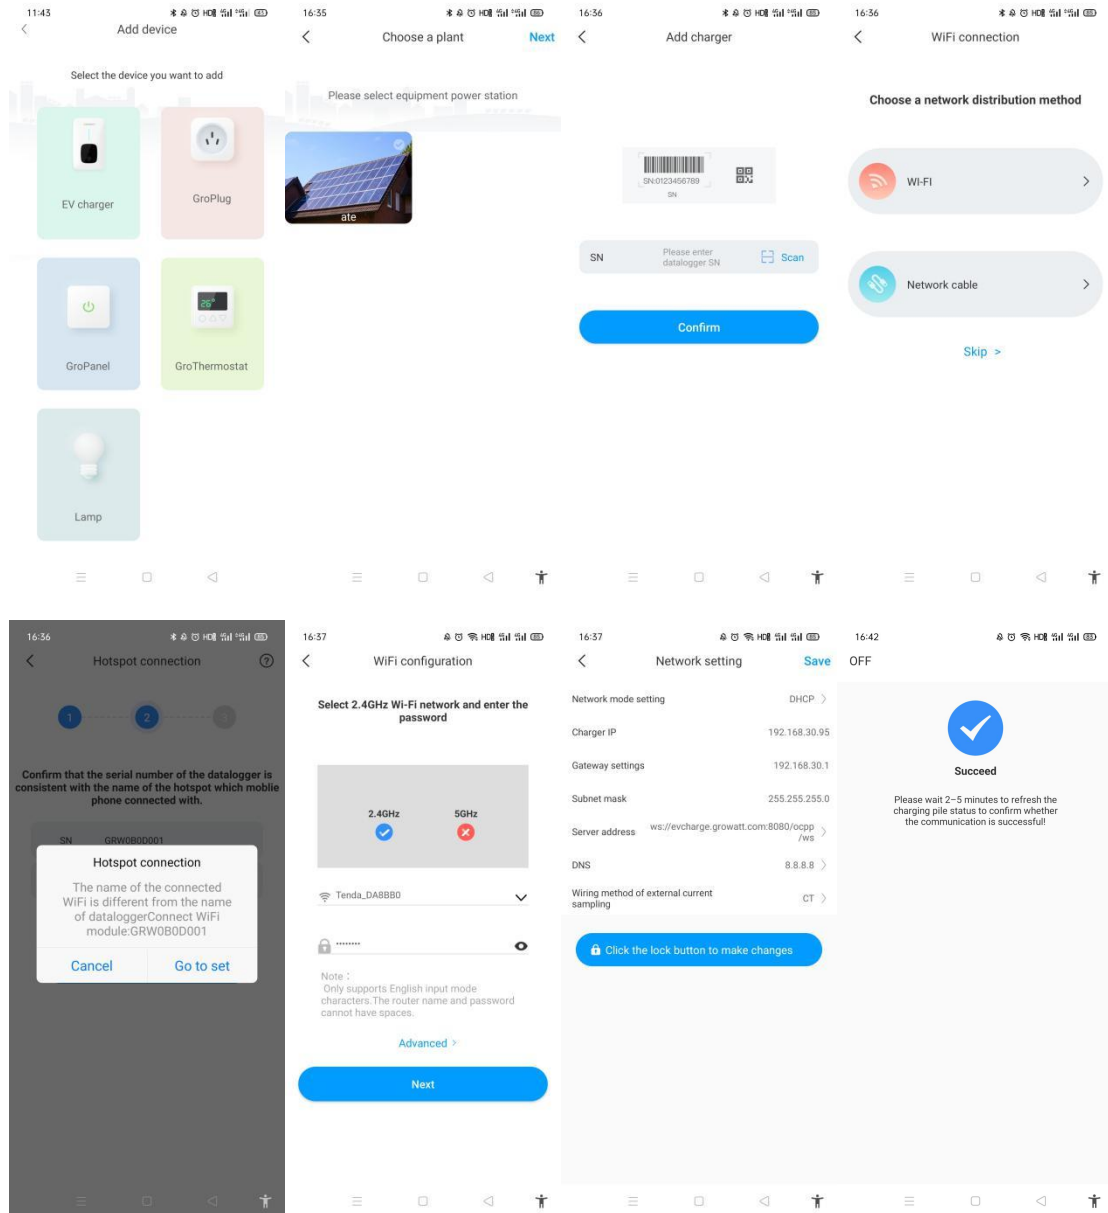 11:43
Add device
Select the device you want to add
EV charger
GroPlug
GroPanel
26°
GroThermostat
Lamp
16:35
Choose a plant
Next
Please select equipment power station
ate
16:36
Add charger
SN:0123456789
SN
SN
Please enter
datalogger SN
Scan
Confirm
16:36
WiFi connection
Choose a network distribution method
WI-FI
Network cable
Skip >
16:36
Hotspot connection
?
1
2
3
Confirm that the serial number of the datalogger is
consistent with the name of the hotspot which moblie
phone connected with.
SN GRW0B0D001
Hotspot connection
The name of the connected
WiFi is different from the name
of dataloggerConnect WiFi
module:GRW0B0D001
Cancel
Go to set
16:37
WiFi configuration
Select 2.4GHz Wi-Fi network and enter the
password
2.4GHz
5GHz
Tenda_DA8BB0
········
Note：
Only supports English input mode
characters.The router name and password
cannot have spaces.
Advanced >
Next
16:37
Network setting
Save
Network mode setting
DHCP
Charger IP
192.168.30.95
Gateway settings
192.168.30.1
Subnet mask
255.255.255.0
Server address
ws://evcharge.growatt.com:8080/ocpp
/ws
DNS
8.8.8.8
Wiring method of external current
sampling
CT
Click the lock button to make changes
16:42
OFF
Succeed
Please wait 2–5 minutes to refresh the
charging pile status to confirm whether
the communication is successful!